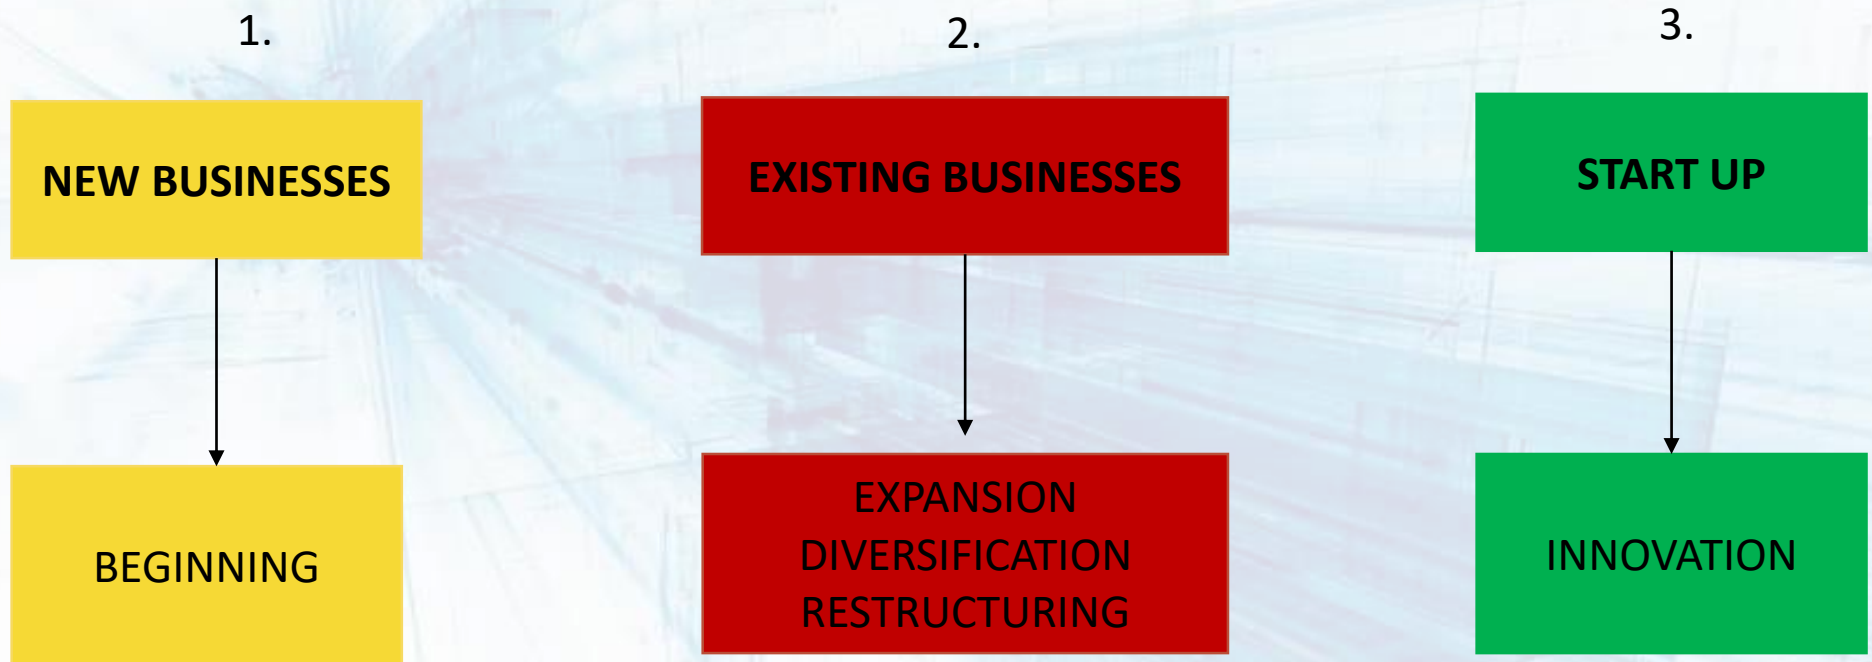 1.
NEW BUSINESSES
BEGINNING
2.
EXISTING BUSINESSES
EXPANSION
DIVERSIFICATION
RESTRUCTURING
3.
START UP
INNOVATION